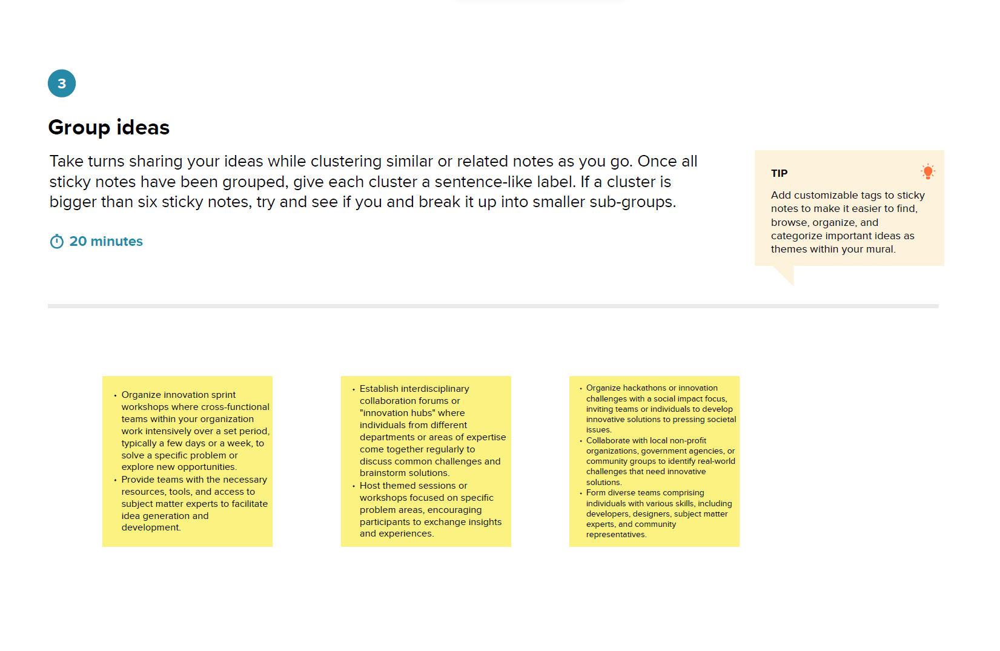 3
Group ideas
Take turns sharing your ideas while clustering similar or related notes as you go. Once all
sticky notes have been grouped, give each cluster a sentence-like label. If a cluster is
bigger than six sticky notes, try and see if you and break it up into smaller sub-groups.
20 minutes
TIP
Add customizable tags to sticky
notes to make it easier to find,
browse, organize, and
categorize important ideas as
themes within your mural.
• Organize innovation sprint
workshops where cross-functional
teams within your organization
work intensively over a set period,
typically a few days or a week, to
solve a specific problem or
explore new opportunities.
• Provide teams with the necessary
resources, tools, and access to
subject matter experts to facilitate
idea generation and
development.
• Establish interdisciplinary
collaboration forums or
"innovation hubs" where
individuals from different
departments or areas of expertise
come together regularly to
discuss common challenges and
brainstorm solutions.
• Host themed sessions or
workshops focused on specific
problem areas, encouraging
participants to exchange insights
and experiences.
• Organize hackathons or innovation
challenges with a social impact focus,
inviting teams or individuals to develop
innovative solutions to pressing societal
issues.
• Collaborate with local non-profit
organizations, government agencies, or
community groups to identify real-world
challenges that need innovative
solutions.
• Form diverse teams comprising
individuals with various skills, including
developers, designers, subject matter
experts, and community
representatives.